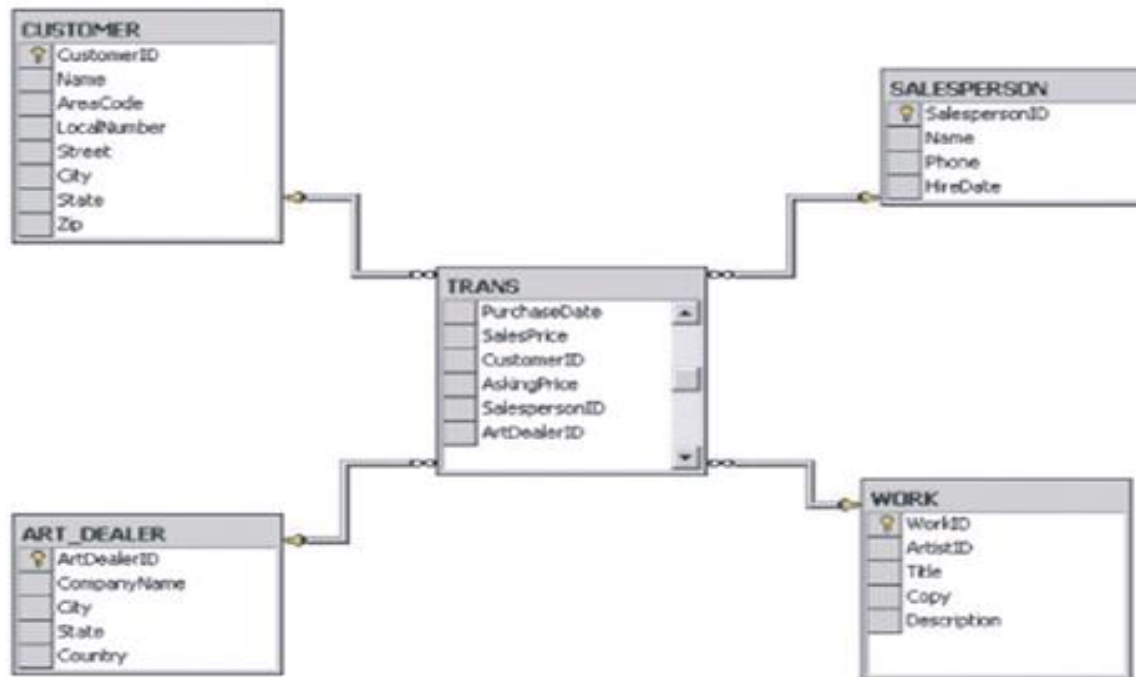 CUSTOMER
CustomerID
Name
AreaCode
LocalNumber
Street
City
State
Zip
SALESPERSON
SalespersonID
Name
Phone
HireDate
TRANS
PurchaseDate
SalesPrice
CustomerID
AskingPrice
SalespersonID
ArtDealerID
ART_DEALER
ArtDealerID
CompanyName
City
State
Country
WORK
WorkID
ArtistID
Title
Copy
Description